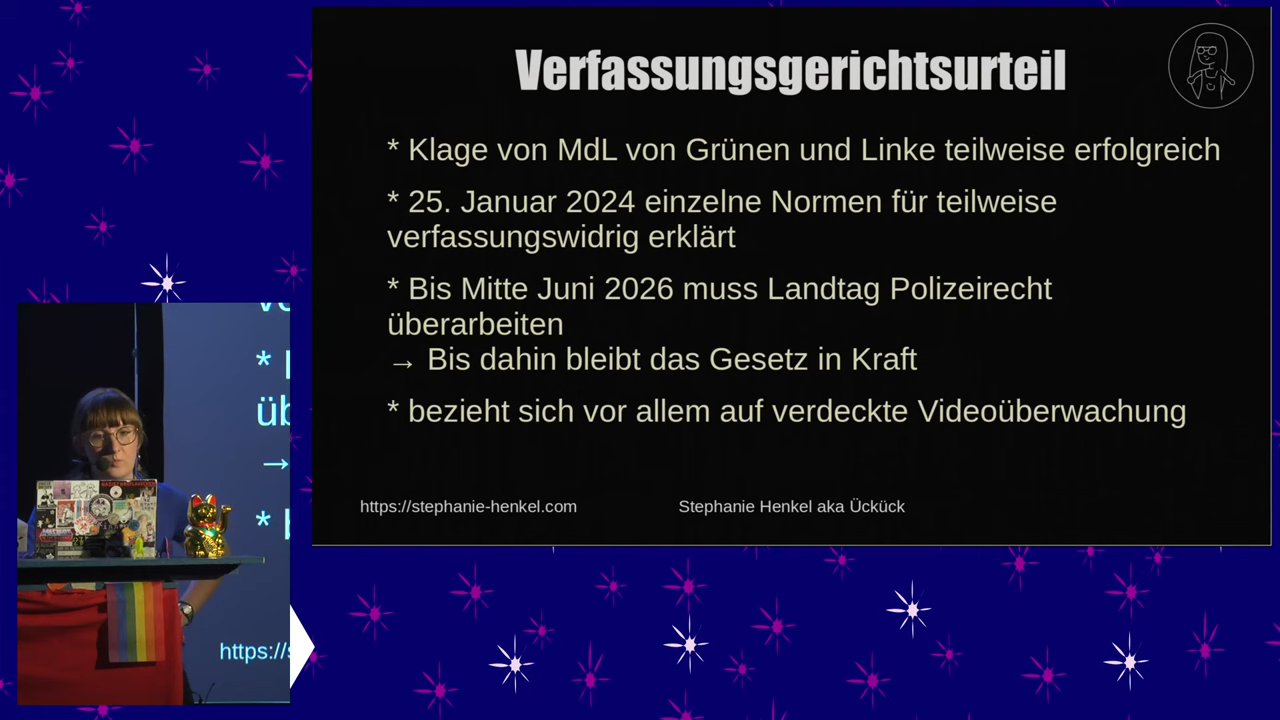 Verfassungsgerichtsurteil
* Klage von MdL von Grünen und Linke teilweise erfolgreich
* 25. Januar 2024 einzelne Normen für teilweise
verfassungswidrig erklärt
* Bis Mitte Juni 2026 muss Landtag Polizeirecht
überarbeiten
→ Bis dahin bleibt das Gesetz in Kraft
* bezieht sich vor allem auf verdeckte Videoüberwachung
https://stephanie-henkel.com
Stephanie Henkel aka Ückück
üb
→
https://s